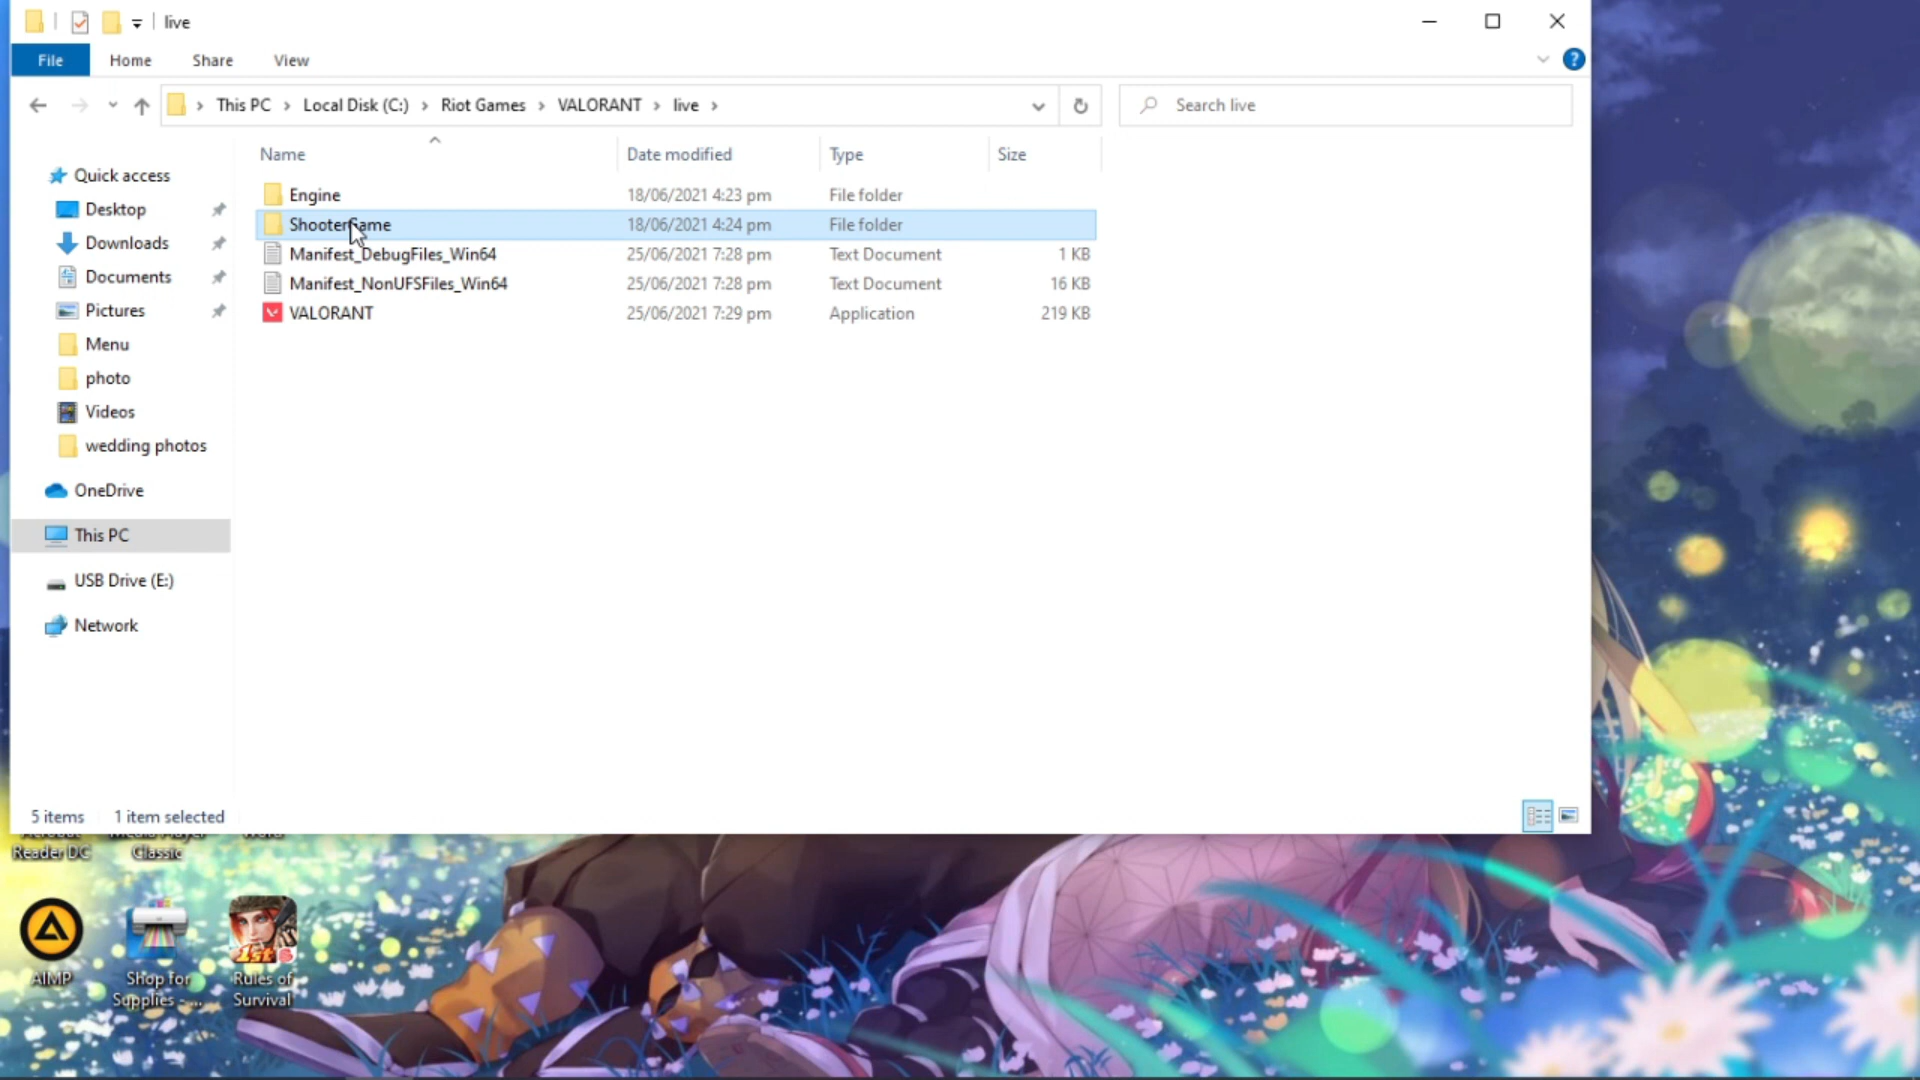 live
File Home Share View
This PC Local Disk (C:) Riot Games VALORANT live
Search live
Name Date modified Type Size
Quick access
Desktop
Downloads
Documents
Pictures
Menu
photo
Videos
wedding photos
OneDrive
This PC
USB Drive (E:)
Network
Engine 18/06/2021 4:23 pm File folder
ShooterGame 18/06/2021 4:24 pm File folder
Manifest_DebugFiles_Win64 25/06/2021 7:28 pm Text Document 1 KB
Manifest_NonUFSFiles_Win64 25/06/2021 7:28 pm Text Document 16 KB
VALORANT 25/06/2021 7:29 pm Application 219 KB
5 items 1 item selected
Reader DC
Classic
AIMP
Shop for
Supplies - ...
1st
Rules of
Survival